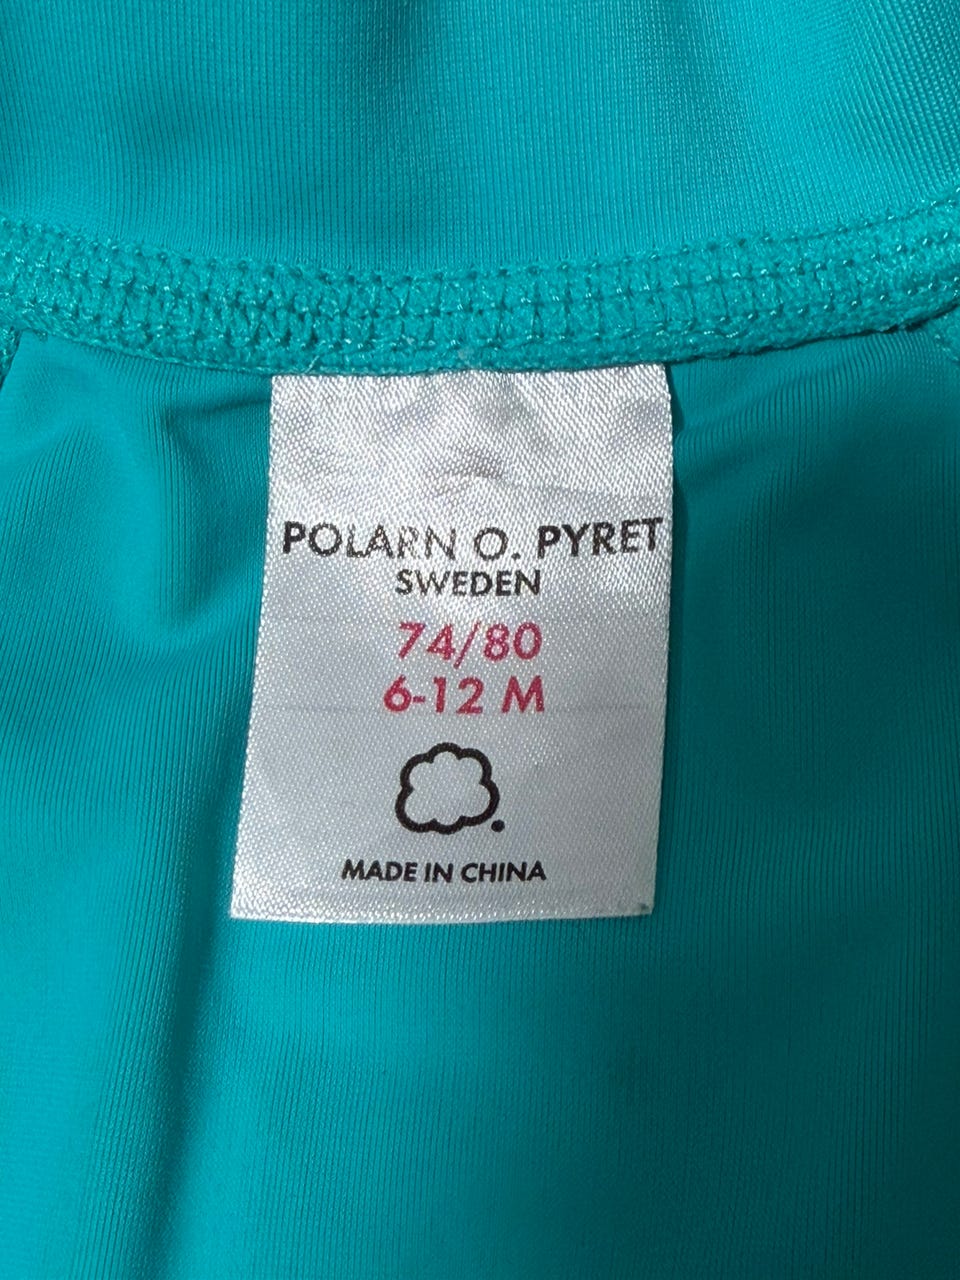 POLARN O. PYRET
SWEDEN
74/80
6-12 M
MADE IN CHINA